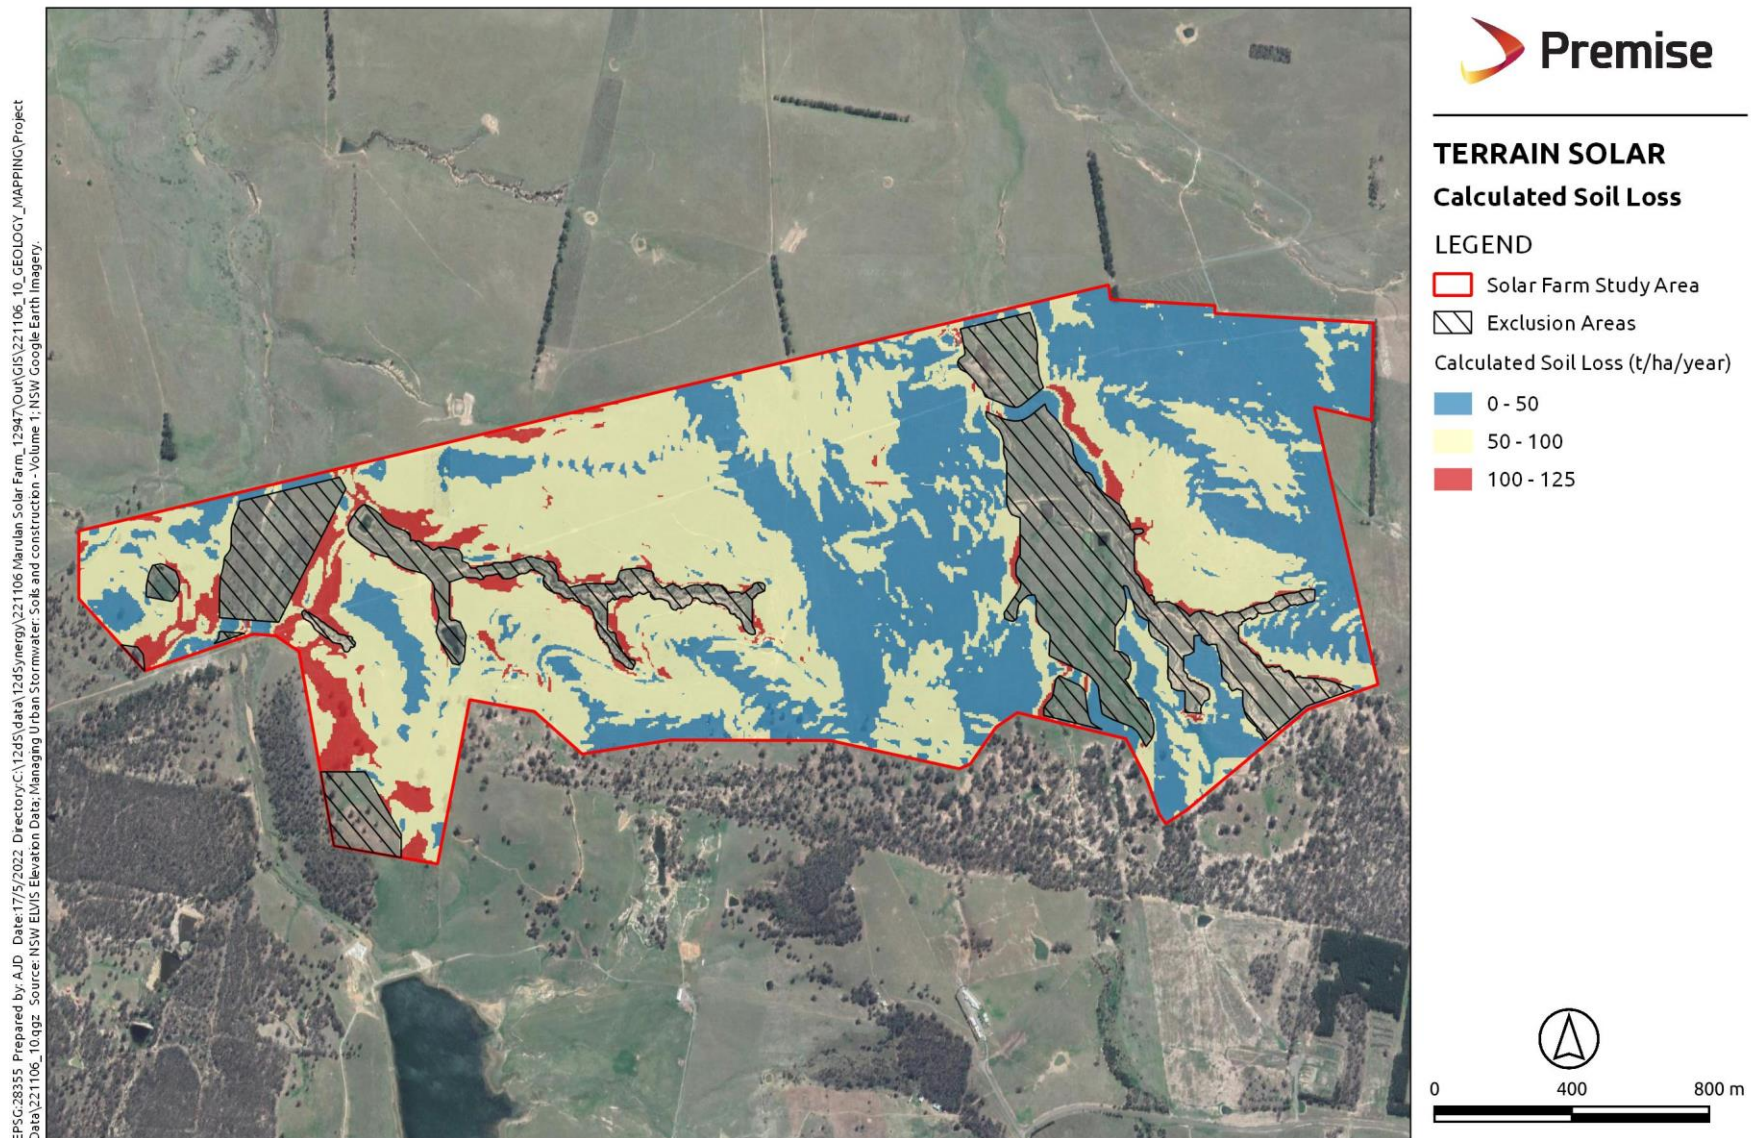 Premise
TERRAIN SOLAR
Calculated Soil Loss
LEGEND
Solar Farm Study Area
Exclusion Areas
Calculated Soil Loss (t/ha/year)
0 - 50
50 - 100
100 - 125
0 400 800 m
EPSG:28355 Prepared by: AJD Date:17/5/2022 Directory:C:\12dS\data\12dSynergy\221106 Marulan Solar Farm_12947\Out\GIS\221106_10_GEOLOGY_MAPPING\Project
Data\221106_10.qgz Source: NSW ELVIS Elevation Data; Managing Urban Stormwater: Soils and construction - Volume 1; NSW Google Earth Imagery.